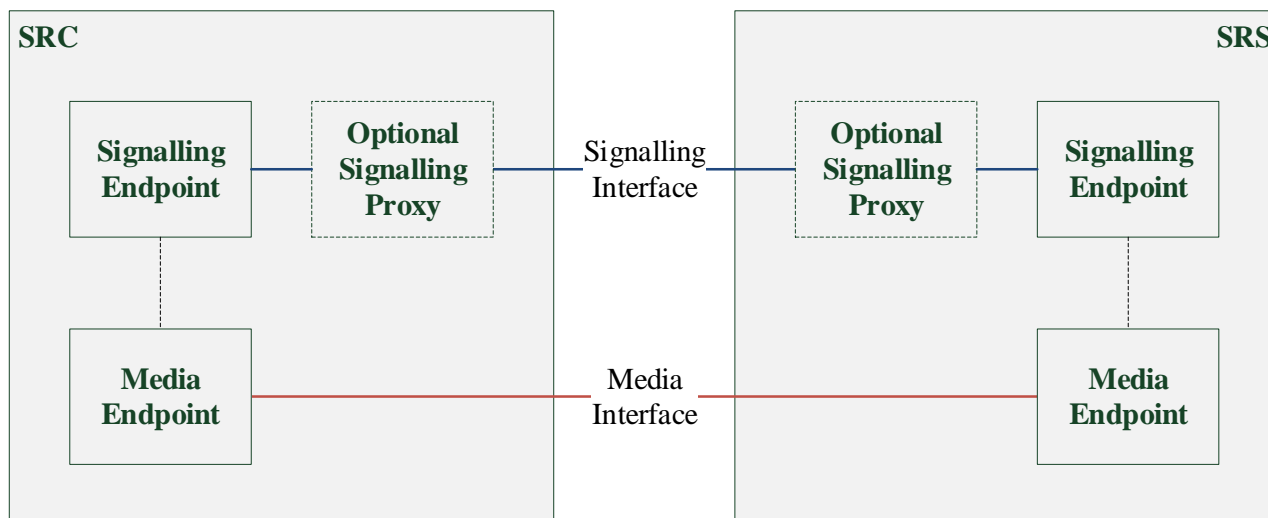 SRC
SRS
Signalling
Endpoint
Optional
Signalling
Proxy
Signalling
Interface
Optional
Signalling
Proxy
Signalling
Endpoint
Media
Endpoint
Media
Interface
Media
Endpoint